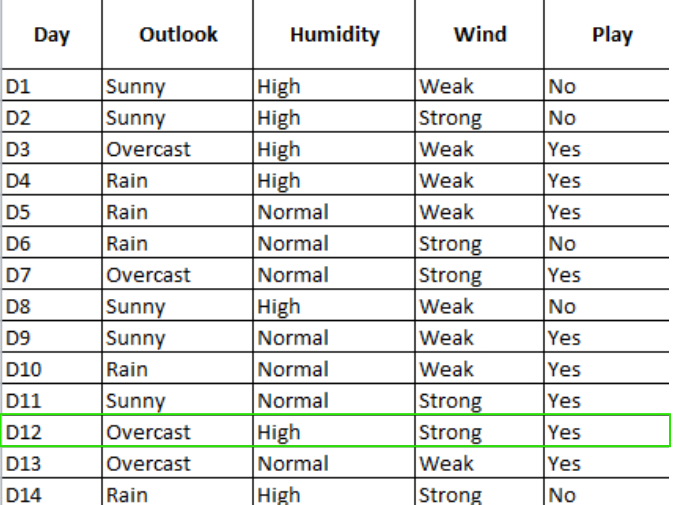 Day Outlook Humidity Wind Play
D1 Sunny High Weak No
D2 Sunny High Strong No
D3 Overcast High Weak Yes
D4 Rain High Weak Yes
D5 Rain Normal Weak Yes
D6 Rain Normal Strong No
D7 Overcast Normal Strong Yes
D8 Sunny High Weak No
D9 Sunny Normal Weak Yes
D10 Rain Normal Weak Yes
D11 Sunny Normal Strong Yes
D12 Overcast High Strong Yes
D13 Overcast Normal Weak Yes
D14 Rain High Strong No